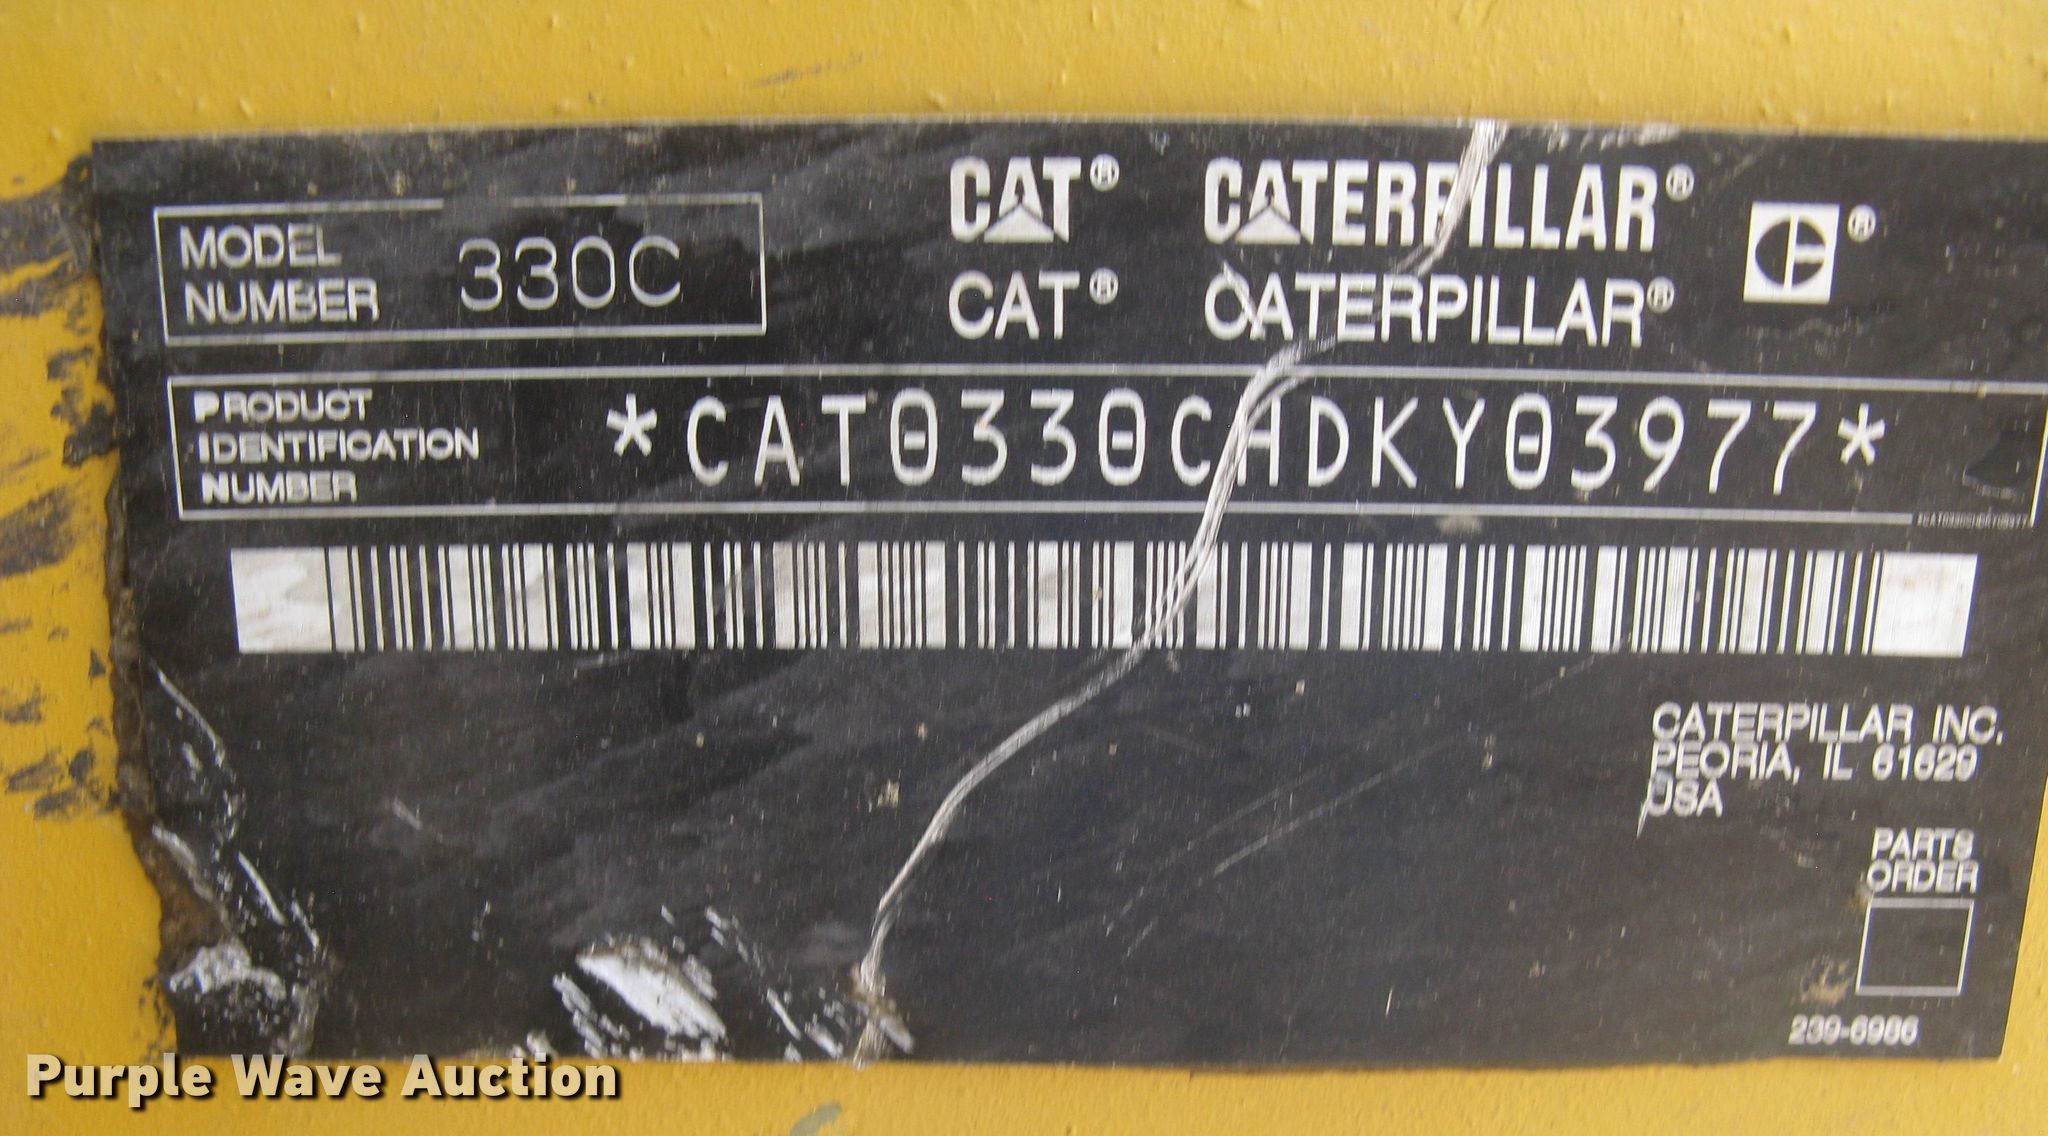 MODEL
NUMBER
330C
CAT® CATERPILLAR®
CAT® CATERPILLAR®
®
PRODUCT
IDENTIFICATION
NUMBER
*CAT0330CHDKY03977*
CATERPILLAR INC.
PEORIA, IL 61629
USA
PARTS
ORDER
239-6986
Purple Wave Auction